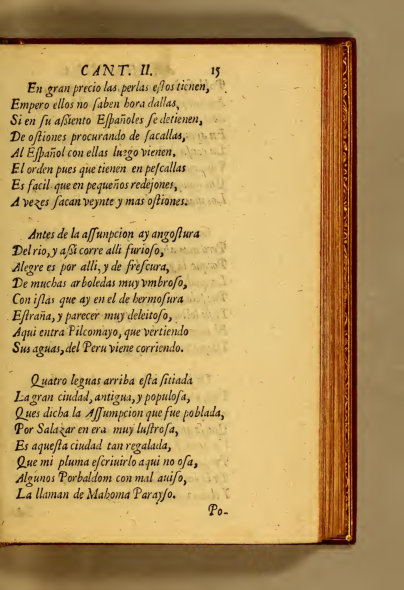 CANT. II. 15
En gran precio las perlas eſtos tienen,
Empero ellos no ſaben hora dallas,
Si en ſu aßiento Eſpañoles ſe detienen,
De oſtiones procurando de ſacallas,
Al Eſpañol con ellas luego vienen,
El orden pues que tienen en peſcallas
Es facil que en pequeños redejones,
A vezes ſacan veynte y mas oſtiones.
Antes de la aſſunpcion ay angoſtura
Del rio, y aßi corre alli furioſo,
Alegre es por alli, y de freſcura,
De muchas arboledas muy vmbroſo,
Con iſlas que ay en el de hermoſura
Eſtraña, y parecer muy deleitoſo,
Aqui entra Pilcomayo, que vertiendo
Sus aguas, del Peru viene corriendo.
Quatro leguas arriba eſta ſitiada
La gran ciudad, antigua, y populoſa,
Ques dicha la Aſſumpcion que fue poblada,
Por Salazar en era muy luſtroſa,
Es aqueſta ciudad tan regalada,
Que mi pluma eſcriuirlo aqui no oſa,
Algunos Porbaldom con mal auiſo,
La llaman de Mahoma Parayſo.
Po-